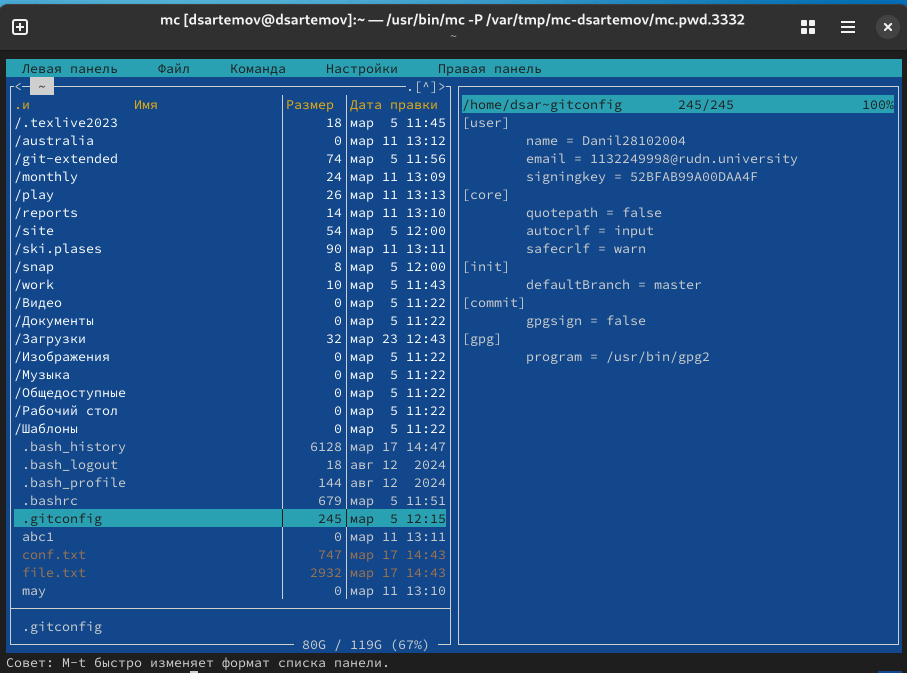 mc [dsartemov@dsartemov]:~ — /usr/bin/mc -P /var/tmp/mc-dsartemov/mc.pwd.3332
~
Левая панель Файл Команда Настройки Правая панель
<─ ~ .[^]>
.и Имя Размер Дата правки
/.texlive2023 18 мар 5 11:45
/australia 0 мар 11 13:12
/git-extended 74 мар 5 11:56
/monthly 24 мар 11 13:09
/play 26 мар 11 13:13
/reports 14 мар 11 13:10
/site 54 мар 5 12:00
/ski.plases 90 мар 11 13:11
/snap 8 мар 5 12:00
/work 10 мар 5 11:43
/Видео 0 мар 5 11:22
/Документы 0 мар 5 11:22
/Загрузки 32 мар 23 12:43
/Изображения 0 мар 5 11:22
/Музыка 0 мар 5 11:22
/Общедоступные 0 мар 5 11:22
/Рабочий стол 0 мар 5 11:22
/Шаблоны 0 мар 5 11:22
.bash_history 6128 мар 17 14:47
.bash_logout 18 авг 12 2024
.bash_profile 144 авг 12 2024
.bashrc 679 мар 5 11:51
.gitconfig 245 мар 5 12:15
abc1 0 мар 11 13:11
conf.txt 747 мар 17 14:43
file.txt 2932 мар 17 14:43
may 0 мар 11 13:10
.gitconfig
80G / 119G (67%)
/home/dsar~gitconfig 245/245 100%
[user]
name = Danil28102004
email = 1132249998@rudn.university
signingkey = 52BFAB99A00DAA4F
[core]
quotepath = false
autocrlf = input
safecrlf = warn
[init]
defaultBranch = master
[commit]
gpgsign = false
[gpg]
program = /usr/bin/gpg2
Совет: M-t быстро изменяет формат списка панели.